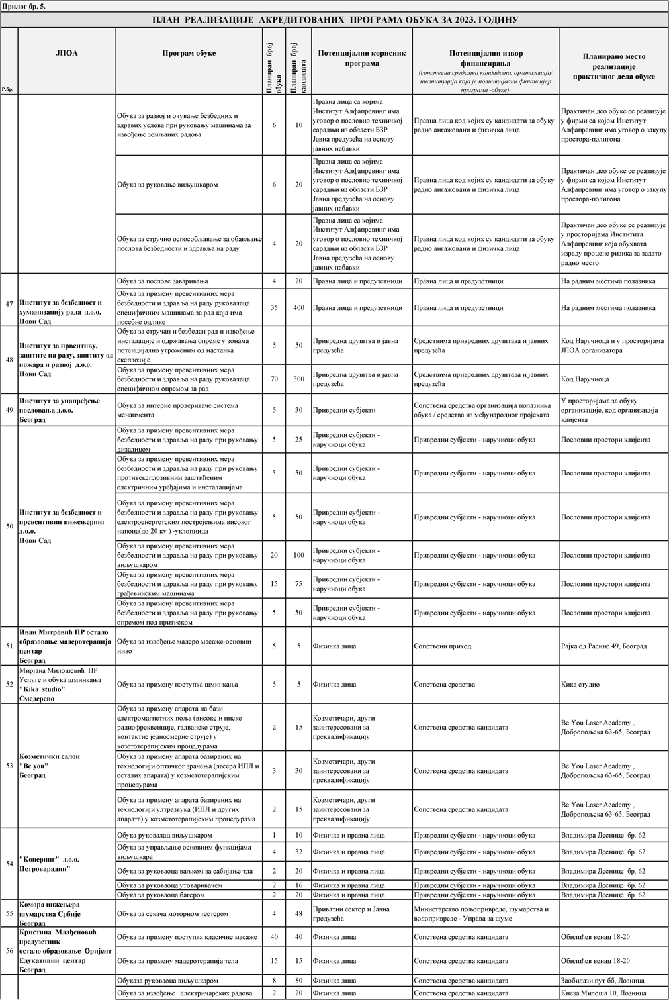 Прилог бр. 5.
ПЛАН РЕАЛИЗАЦИЈЕ АКРЕДИТОВАНИХ ПРОГРАМА ОБУКА ЗА 2023. ГОДИНУ
Р.бр.
ЈПОА
Програм обуке
Планиран број
обука
Планиран број
кандидата
Потенцијални корисник
програма
Потенцијални извор
финансирања
(сопствена средства кандидата, организација/
институција која је потенцијални финансијер
програма -обуке)
Планирано место
реализације
практичног дела обуке
Обука за развој и очување безбедних и
здравих услова при руковању машинама за
извођење земљаних радова
6
10
Правна лица са којима
Институт Алфапревинг има
уговор о пословно техничкој
сарадњи из области БЗР
Јавна предузећа на основу
јавних набавки
Правна лица код којих су кандидати за обуку
радно ангажовани и физичка лица
Практичан део обуке се реализује
у фирми са којом Институт
Алфапревинг има уговор о закупу
простора-полигона
Обука за руковање виљушкаром
6
20
Правна лица са којима
Институт Алфапревинг има
уговор о пословно техничкој
сарадњи из области БЗР
Јавна предузећа на основу
јавних набавки
Правна лица код којих су кандидати за обуку
радно ангажовани и физичка лица
Практичан део обуке се реализује
у фирми са којом Институт
Алфапревинг има уговор о закупу
простора-полигона
Обука за стручно оспособљавање за обављање
послова безбедности и здравља на раду
4
20
Правна лица са којима
Институт Алфапревинг има
уговор о пословно техничкој
сарадњи из области БЗР
Јавна предузећа на основу
јавних набавки
Правна лица код којих су кандидати за обуку
радно ангажовани и физичка лица
Практичан део обуке се реализује
у просторијама Инститита
Алфапревинг која обухвата
израду процене ризика за задато
радно место
47
Институт за безбедност и
хуманизацију рада д.о.о.
Нови Сад
Обука за послове заваривања
4
20
Правна лица и предузетници
Правна лица и предузетници
На радним местима полазника
Обука за примену превентивних мера
безбедности и здравља на раду руковалаца
специфичним машинама за рад која има
посебне одлике
35
400
Правна лица и предузетници
Правна лица и предузетници
На радним местима полазника
48
Институт за првентиву,
заштите на раду, заштиту од
пожара и развој д.о.о.
Нови Сад
Обука за стручан и безбедан рад и извођење
инсталације и одржавања опреме у зонама
потенцијално угроженим од настанка
експлозије
5
50
Привредна друштва и јавна
предузећа
Средствима привредних друштава и јавних
предузећа
Код Наручиоца и у просторијама
ЈПОА организатора
Обука за примену превентивних мера
безбедности и здравља на раду руковалаца
специфичном опремом за рад
70
300
Привредна друштва и јавна
предузећа
Средствима привредних друштава и јавних
предузећа
Код Наручиоца
49
Институт за унапређење
пословања д.о.о.
Београд
Обука за интерне провериваче система
менаџмента
5
30
Привредни субјекти
Сопствена средства организација полазника
обука / средства из међународног пројеката
У просторијама за обуку
организације, код организација
клијента
50
Институт за безбедност и
превентивни инжењеринг
д.о.о.
Нови Сад
Обука за примену превентивних мера
безбедности и здравља на раду при руковању
дизалицом
5
25
Привредни субјекти -
наручиоци обука
Привредни субјекти - наручиоци обука
Пословни простори клијента
Обука за примену превентивних мера
безбедности и здравља на раду при руковању
противексплозивним заштићеним
електричним уређајима и инсталацијама
5
50
Привредни субјекти -
наручиоци обука
Привредни субјекти - наручиоци обука
Пословни простори клијента
Обука за примену превентивних мера
безбедности и здравља на раду при руковању
електроенергетским постројењима високог
напона(до 20 кv ) -уклопница
5
50
Привредни субјекти -
наручиоци обука
Привредни субјекти - наручиоци обука
Пословни простори клијента
Обука за примену превентивних мера
безбедности и здравља на раду при руковању
виљушкаром
20
100
Привредни субјекти -
наручиоци обука
Привредни субјекти - наручиоци обука
Пословни простори клијента
Обука за примену превентивних мера
безбедности и здравља на раду при руковању
грађевинским машинама
15
75
Привредни субјекти -
наручиоци обука
Привредни субјекти - наручиоци обука
Пословни простори клијента
Обука за примену превентивних мера
безбедности и здравља на раду при руковању
опремом под притиском
5
50
Привредни субјекти -
наручиоци обука
Привредни субјекти - наручиоци обука
Пословни простори клијента
51
Иван Митровић ПР остало
образовање мадеротерапија
центар
Београд
Обука за извођење мадеро масаже-основни
ниво
5
5
Физичка лица
Сопствени приход
Рајка од Расине 49, Београд
52
Мирјана Милошевић ПР
Услуге и обука шминкања
"Kika studio"
Смедерево
Обука за примену поступка шминкања
5
5
Физичка лица
Сопствена средства
Кика студио
53
Козметички салон
"Be you"
Београд
Обука за примену апарата на бази
електромагнетних поља (високе и ниске
радиофреквенције, галванске струје,
контактне једносмерне струје) у
козетотерапијским процедурама
2
15
Козметичари, други
заинтересовани за
преквалификацију
Сопствена средства кандидата
Be You Laser Academy ,
Добропољска 63-65, Београд
Обука за примену апарата базираних на
технологији оптичког зрачења (ласера ИПЛ и
осталих апарата) у козметотерапијским
процедурама
3
30
Козметичари, други
заинтересовани за
преквалификацију
Сопствена средства кандидата
Be You Laser Academy ,
Добропољска 63-65, Београд
Обука за примену апарата базираних на
технологији ултразвука (ИПЛ и других
апарата) у козметотерапијским процедурама
2
15
Козметичари, други
заинтересовани за
преквалификацију
Сопствена средства кандидата
Be You Laser Academy ,
Добропољска 63-65, Београд
54
"Коперинг" д.о.о.
Петроварадин"
Обука руковалац виљушкаром
1
10
Физичка и правна лица
Привредни субјекти - наручиоци обука
Владимира Деснице бр. 62
Обука за управљање основним функцијама
виљушкара
4
32
Физичка и правна лица
Привредни субјекти - наручиоци обука
Владимира Деснице бр. 62
Обука за руковаоца ваљком за сабијање тла
2
20
Физичка и правна лица
Привредни субјекти - наручиоци обука
Владимира Деснице бр. 62
Обука за руковаоца утоваривачем
2
16
Физичка и правна лица
Привредни субјекти - наручиоци обука
Владимира Деснице бр. 62
Обука за руковаоца багером
2
20
Физичка и правна лица
Привредни субјекти - наручиоци обука
Владимира Деснице бр. 62
55
Комора инжењера
шумарства Србије
Београд
Обука за секача моторном тестером
4
48
Приватни сектор и Јавна
предузећа
Министарство пољопривреде, шумарства и
водопривреде - Управа за шуме
56
Кристина Млађеновић
предузетник
остало образовање Оријент
Едукативни центар
Београд
Обука за примену поступка класичне масаже
40
40
Физичка лица
Сопствена средства кандидата
Обилићев венац 18-20
Обука за примену мадеротерапија тела
15
15
Физичка лица
Сопствена средства кандидата
Обилићев венац 18-20
Обуказа руковаоца виљушкаром
8
80
Физичка лица
Сопствена средства кандидата
Заобилази пут бб, Лозница
Обука за извођење електричарских радова
2
20
Физичка лица
Сопствена средства кандидата
Кнеза Милоша 10, Лозница